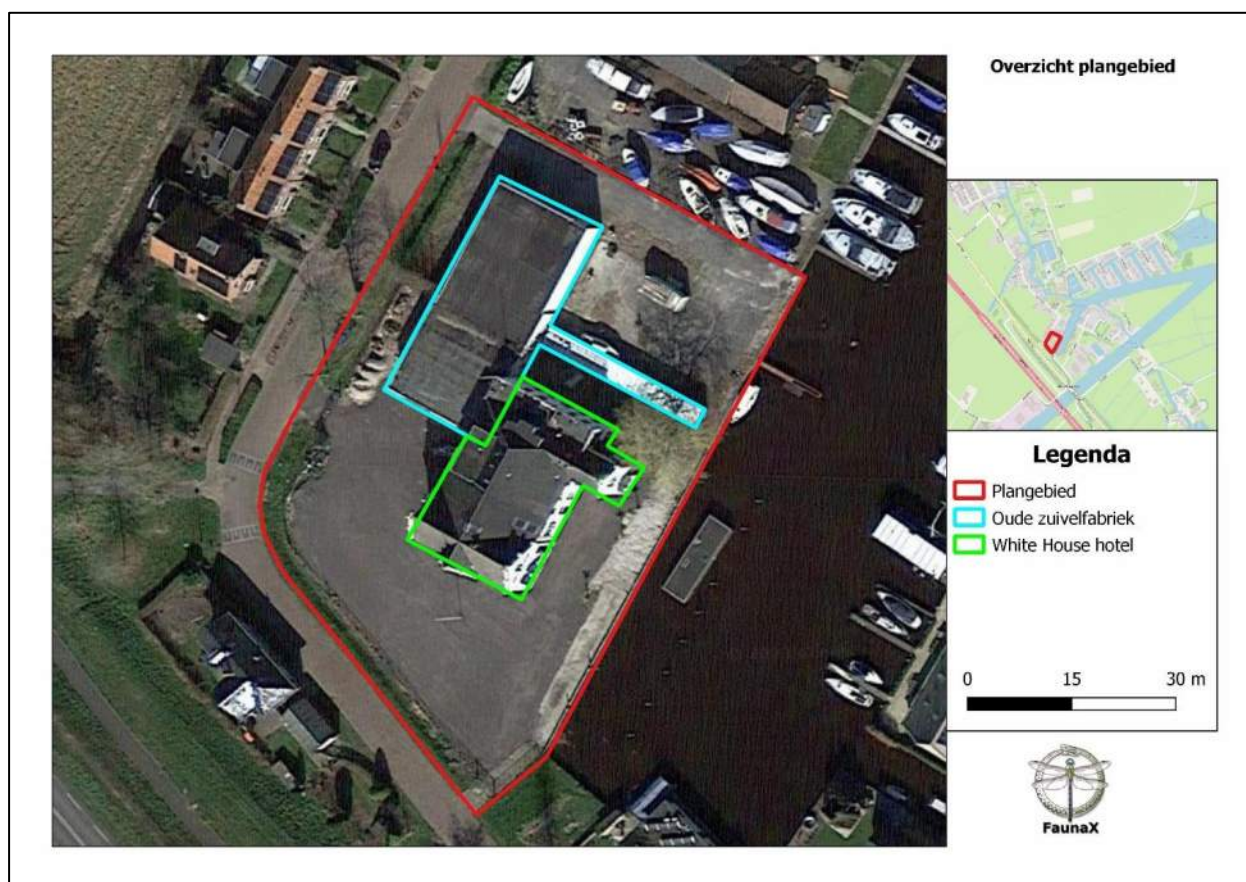 Overzicht plangebied
Legenda
Plangebied
Oude zuivelfabriek
White House hotel
0 15 30 m
FaunaX